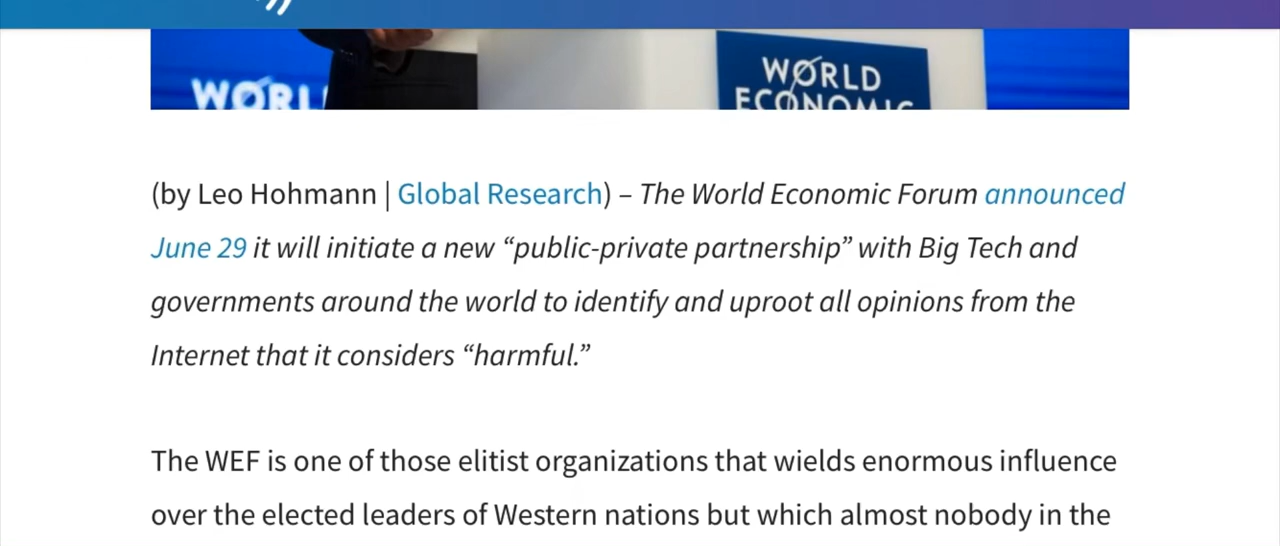 WORL
WORLD
ECONOMIC
(by Leo Hohmann | Global Research) – The World Economic Forum announced
June 29 it will initiate a new “public-private partnership” with Big Tech and
governments around the world to identify and uproot all opinions from the
Internet that it considers “harmful.”
The WEF is one of those elitist organizations that wields enormous influence
over the elected leaders of Western nations but which almost nobody in the